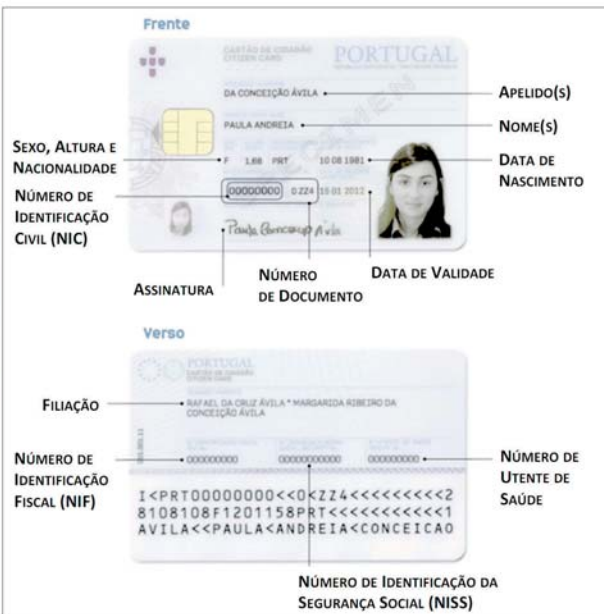 Frente
CARTÃO DE CIDADÃO
CITIZEN CARD
PORTUGAL
DA CONCEIÇÃO ÁVILA
APELIDO(S)
PAULA ANDREIA
NOME(S)
SEXO, ALTURA E
NACIONALIDADE
F 1,68 PRT 10 08 1981
DATA DE
NASCIMENTO
NÚMERO DE
IDENTIFICAÇÃO
CIVIL (NIC)
00000000 0 ZZ4 15 01 2012
ASSINATURA
NÚMERO
DE DOCUMENTO
DATA DE VALIDADE
Verso
PORTUGAL
CARTÃO DE CIDADÃO
CITIZEN CARD
FILIAÇÃO
RAFAEL DA CRUZ ÁVILA * MARGARIDA RIBEIRO DA
CONCEIÇÃO ÁVILA
NÚMERO DE
IDENTIFICAÇÃO
FISCAL (NIF)
000000000 00000000000 000000000
NÚMERO DE
UTENTE DE
SAÚDE
I<PRT00000000<<0<ZZ4<<<<<<<<<<2
8108108F1201158PRT<<<<<<<<<<<1
AVILA<<PAULA<ANDREIA<CONCEICAO
NÚMERO DE IDENTIFICAÇÃO DA
SEGURANÇA SOCIAL (NISS)